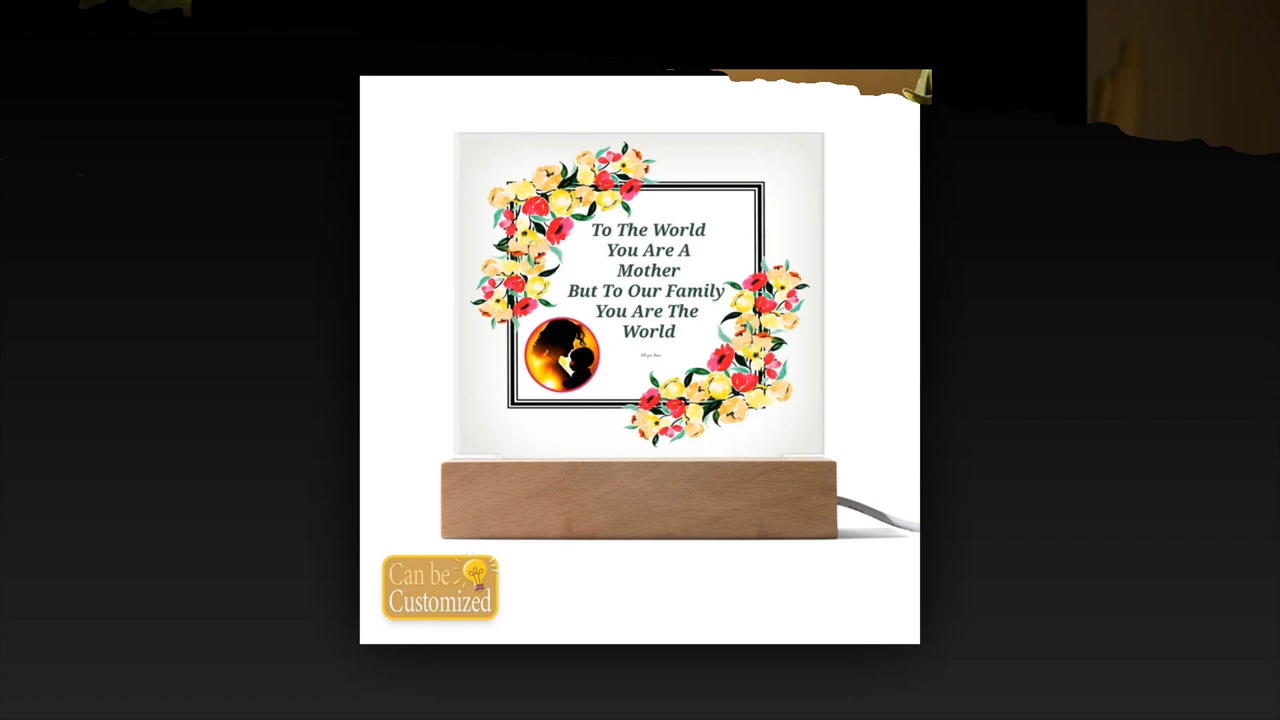 To The World
You Are A
Mother
But To Our Family
You Are The
World
Can be
Customized